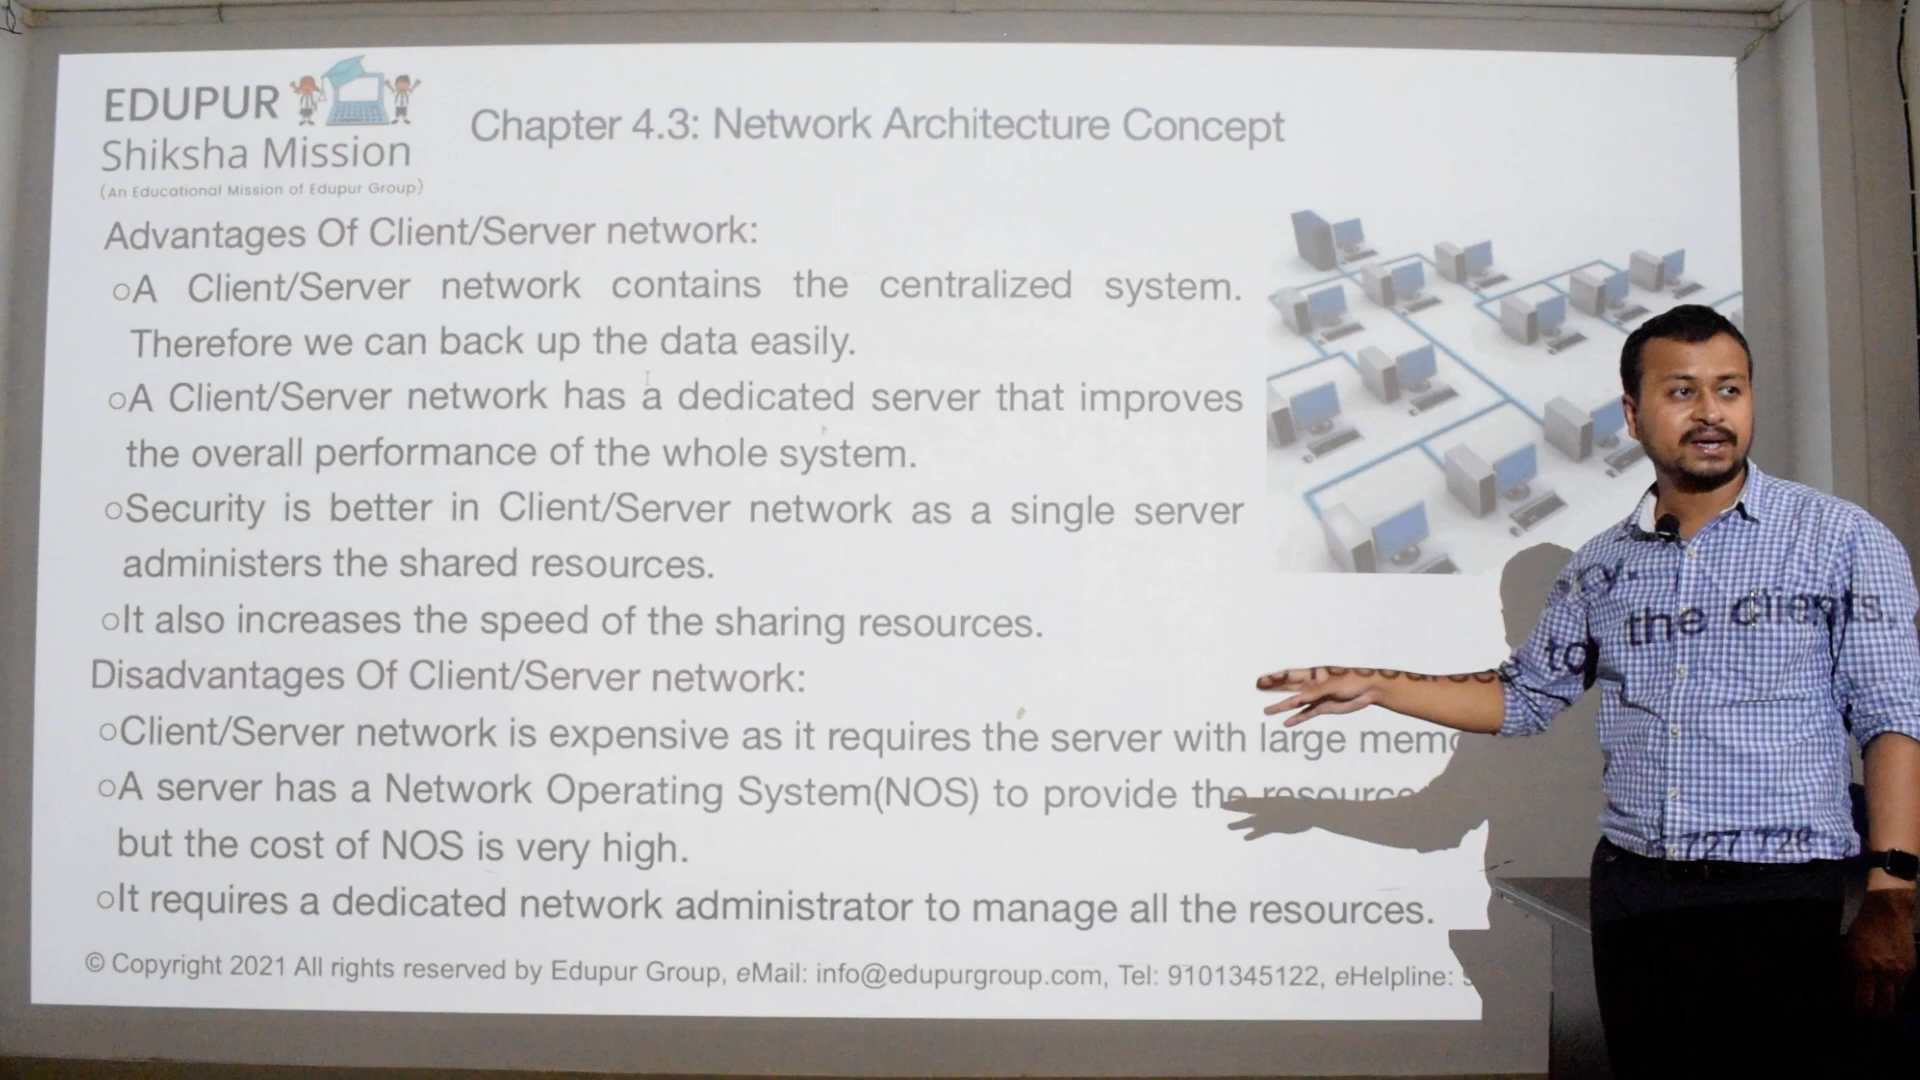 EDUPUR
Shiksha Mission
(An Educational Mission of Edupur Group)
Chapter 4.3: Network Architecture Concept
Advantages Of Client/Server network:
○A Client/Server network contains the centralized system.
Therefore we can back up the data easily.
○A Client/Server network has a dedicated server that improves
the overall performance of the whole system.
○Security is better in Client/Server network as a single server
administers the shared resources.
○It also increases the speed of the sharing resources.
Disadvantages Of Client/Server network:
○Client/Server network is expensive as it requires the server with large
○A server has a Network Operating System(NOS) to provide the resources to the clients,
but the cost of NOS is very high.
○It requires a dedicated network administrator to manage all the resources.
© Copyright 2021 All rights reserved by Edupur Group, eMail: info@edupurgroup.com, Tel: 9101345122, eHelpline: 727 728